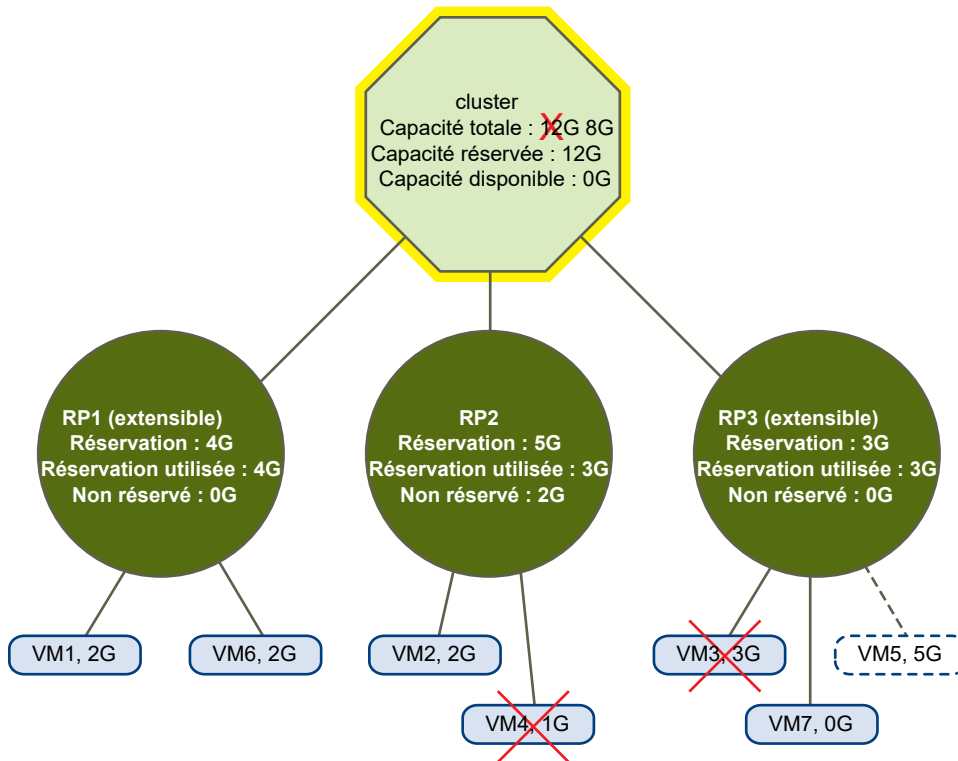 cluster
Capacité totale : 12G 8G
Capacité réservée : 12G
Capacité disponible : 0G
RP1 (extensible)
Réservation : 4G
Réservation utilisée : 4G
Non réservé : 0G
RP2
Réservation : 5G
Réservation utilisée : 3G
Non réservé : 2G
RP3 (extensible)
Réservation : 3G
Réservation utilisée : 3G
Non réservé : 0G
VM1, 2G
VM6, 2G
VM2, 2G
VM3, 3G
VM5, 5G
VM4, 1G
VM7, 0G